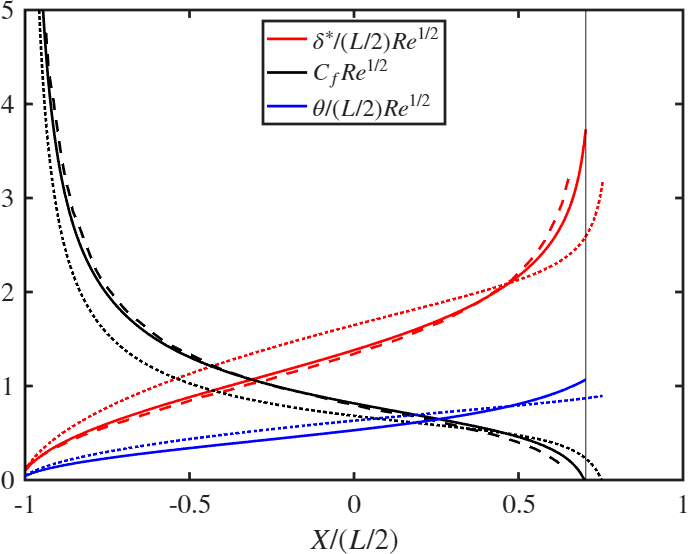 5
4
3
2
1
0
δ*/(L/2)Re^{1/2}
C_f Re^{1/2}
θ/(L/2)Re^{1/2}
-1 -0.5 0 0.5 1
X/(L/2)